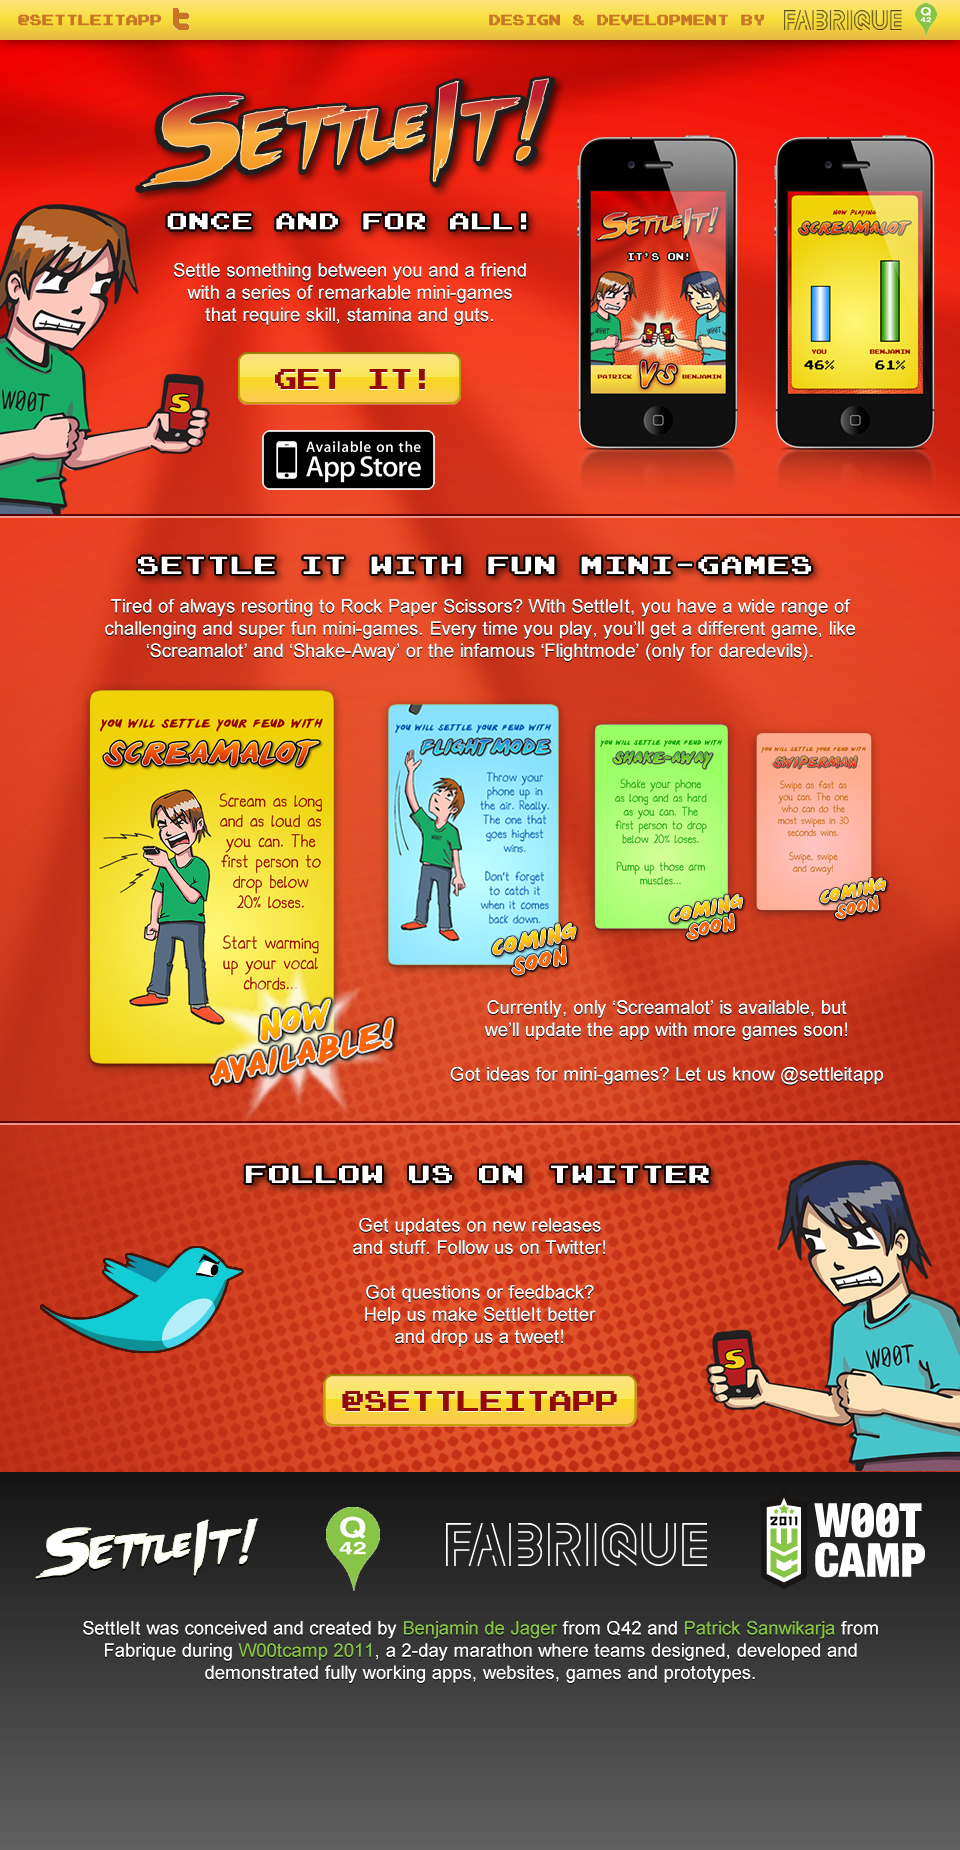 @SETTLEITAPP
DESIGN & DEVELOPMENT BY FABRIQUE Q 42
SETTLEIT!
ONCE AND FOR ALL!
Settle something between you and a friend
with a series of remarkable mini-games
that require skill, stamina and guts.
GET IT!
Available on the
App Store
W00T
S
SETTLEIT!
IT'S ON!
W00T
W00T
PATRICK VS BENJAMIN
NOW PLAYING
SCREAMALOT
YOU BENJAMIN
46% 61%
SETTLE IT WITH FUN MINI-GAMES
Tired of always resorting to Rock Paper Scissors? With SettleIt, you have a wide range of
challenging and super fun mini-games. Every time you play, you’ll get a different game, like
‘Screamalot’ and ‘Shake-Away’ or the infamous ‘Flightmode’ (only for daredevils).
YOU WILL SETTLE YOUR FEUD WITH
SCREAMALOT
Scream as long
and as loud as
you can. The
first person to
drop below
20% loses.
Start warming
up your vocal
chords...
NOW
AVAILABLE!
YOU WILL SETTLE YOUR FEUD WITH
FLIGHTMODE
Throw your
phone up in
the air. Really.
The one that
goes highest
wins.
Don't forget
to catch it
when it comes
back down.
COMING
SOON
YOU WILL SETTLE YOUR FEUD WITH
SHAKE-AWAY
Shake your phone
as long and as hard
as you can. The
first person to drop
below 20% loses.
Pump up those arm
muscles...
COMING
SOON
YOU WILL SETTLE YOUR FEUD WITH
SWIPERMAN
Swipe as fast as
you can. The one
who can do the
most swipes in 30
seconds wins.
Swipe, swipe
and away!
COMING
SOON
Currently, only ‘Screamalot’ is available, but
we’ll update the app with more games soon!
Got ideas for mini-games? Let us know @settleitapp
FOLLOW US ON TWITTER
Get updates on new releases
and stuff. Follow us on Twitter!
Got questions or feedback?
Help us make SettleIt better
and drop us a tweet!
@SETTLEITAPP
S
W00T
SETTLEIT!
Q
42
FABRIQUE
2011
W00T
CAMP
SettleIt was conceived and created by Benjamin de Jager from Q42 and Patrick Sanwikarja from
Fabrique during W00tcamp 2011, a 2-day marathon where teams designed, developed and
demonstrated fully working apps, websites, games and prototypes.